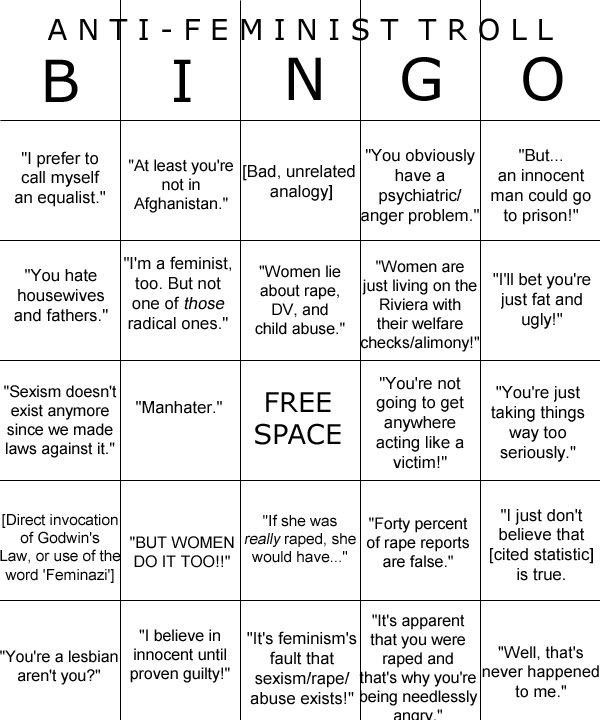 ANTI-FEMINIST TROLL
B I N G O
"I prefer to
call myself
an equalist."
"At least you're
not in
Afghanistan."
[Bad, unrelated
analogy]
"You obviously
have a
psychiatric/
anger problem."
"But...
an innocent
man could go
to prison!"
"You hate
housewives
and fathers."
"I'm a feminist,
too. But not
one of those
radical ones."
"Women lie
about rape,
DV, and
child abuse."
"Women are
just living on the
Riviera with
their welfare
checks/alimony!"
"I'll bet you're
just fat and
ugly!"
"Sexism doesn't
exist anymore
since we made
laws against it."
"Manhater."
FREE
SPACE
"You're not
going to get
anywhere
acting like a
victim!"
"You're just
taking things
way too
seriously."
[Direct invocation
of Godwin's
Law, or use of the
word 'Feminazi']
"BUT WOMEN
DO IT TOO!!"
"If she was
really raped, she
would have..."
"Forty percent
of rape reports
are false."
"I just don't
believe that
[cited statistic]
is true.
"You're a lesbian
aren't you?"
"I believe in
innocent until
proven guilty!"
"It's feminism's
fault that
sexism/rape/
abuse exists!"
"It's apparent
that you were
raped and
that's why you're
being needlessly
angry."
"Well, that's
never happened
to me."